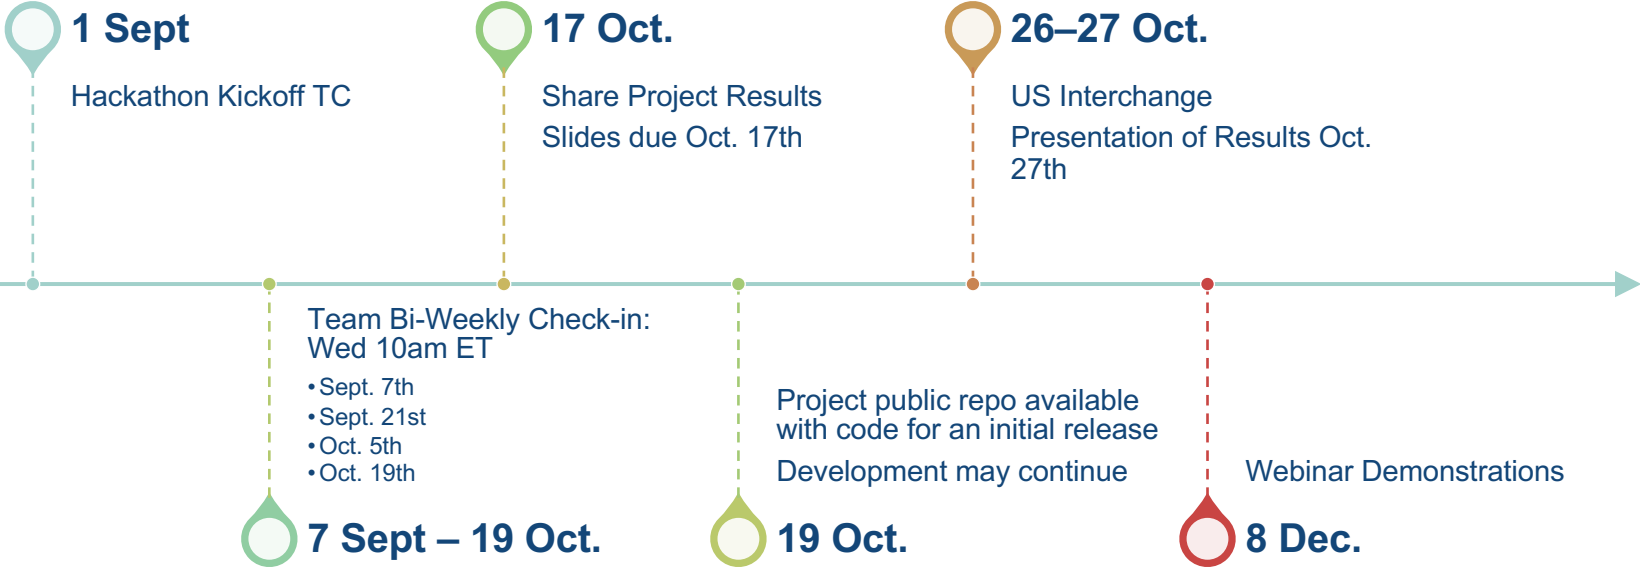 1 Sept
Hackathon Kickoff TC
17 Oct.
Share Project Results
Slides due Oct. 17th
26–27 Oct.
US Interchange
Presentation of Results Oct.
27th
Team Bi-Weekly Check-in:
Wed 10am ET
•Sept. 7th
•Sept. 21st
•Oct. 5th
•Oct. 19th
7 Sept – 19 Oct.
Project public repo available
with code for an initial release
Development may continue
19 Oct.
Webinar Demonstrations
8 Dec.